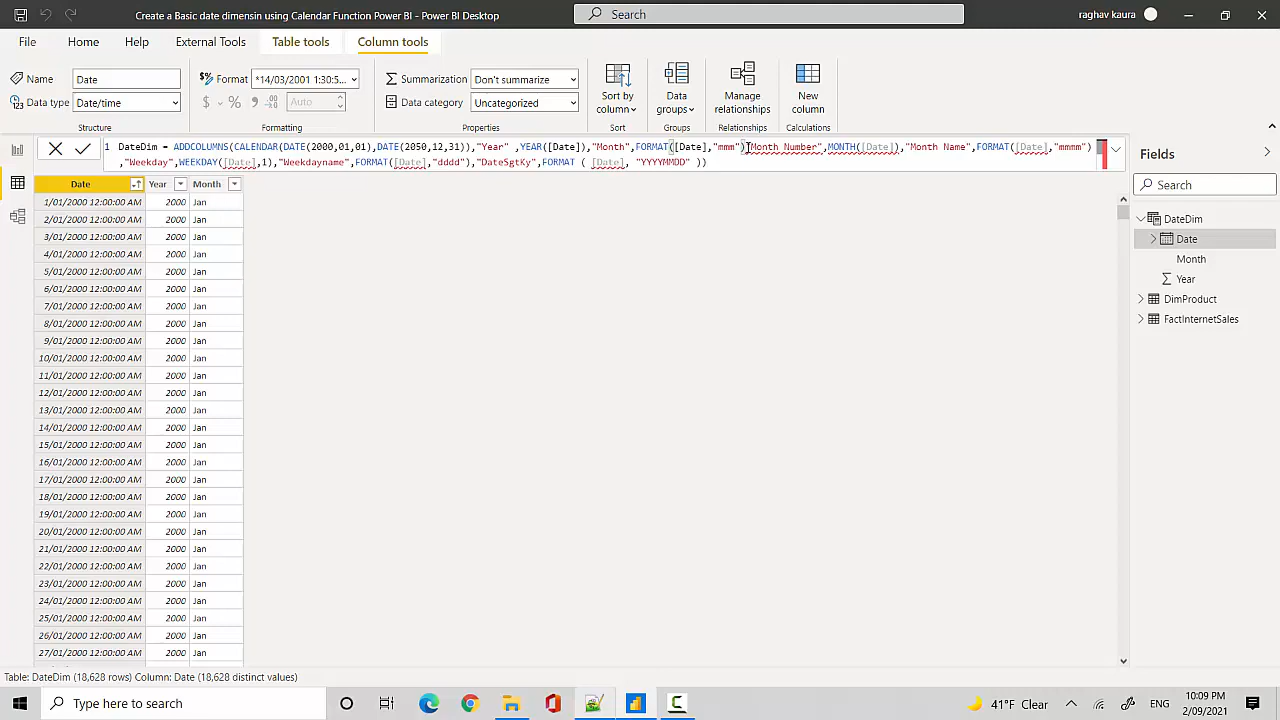 Create a Basic date dimensin using Calendar Function Power BI - Power BI Desktop
Search
raghav kaura
File
Home
Help
External Tools
Table tools
Column tools
Name
Date
Format
*14/03/2001 1:30:5...
Summarization
Don't summarize
Data type
Date/time
$
%
Auto
Data category
Uncategorized
Sort by
column
Data
groups
Manage
relationships
New
column
Structure
Formatting
Properties
Sort
Groups
Relationships
Calculations
1 DateDim = ADDCOLUMNS(CALENDAR(DATE(2000,01,01),DATE(2050,12,31)),"Year" ,YEAR([Date]),"Month",FORMAT([Date],"mmm")"Month Number",MONTH([Date]),"Month Name",FORMAT([Date],"mmmm")
,"Weekday",WEEKDAY([Date],1),"Weekdayname",FORMAT([Date],"dddd"),"DateSgtKy",FORMAT ( [Date], "YYYYMMDD" ))
Date Year Month
1/01/2000 12:00:00 AM 2000 Jan
2/01/2000 12:00:00 AM 2000 Jan
3/01/2000 12:00:00 AM 2000 Jan
4/01/2000 12:00:00 AM 2000 Jan
5/01/2000 12:00:00 AM 2000 Jan
6/01/2000 12:00:00 AM 2000 Jan
7/01/2000 12:00:00 AM 2000 Jan
8/01/2000 12:00:00 AM 2000 Jan
9/01/2000 12:00:00 AM 2000 Jan
10/01/2000 12:00:00 AM 2000 Jan
11/01/2000 12:00:00 AM 2000 Jan
12/01/2000 12:00:00 AM 2000 Jan
13/01/2000 12:00:00 AM 2000 Jan
14/01/2000 12:00:00 AM 2000 Jan
15/01/2000 12:00:00 AM 2000 Jan
16/01/2000 12:00:00 AM 2000 Jan
17/01/2000 12:00:00 AM 2000 Jan
18/01/2000 12:00:00 AM 2000 Jan
19/01/2000 12:00:00 AM 2000 Jan
20/01/2000 12:00:00 AM 2000 Jan
21/01/2000 12:00:00 AM 2000 Jan
22/01/2000 12:00:00 AM 2000 Jan
23/01/2000 12:00:00 AM 2000 Jan
24/01/2000 12:00:00 AM 2000 Jan
25/01/2000 12:00:00 AM 2000 Jan
26/01/2000 12:00:00 AM 2000 Jan
27/01/2000 12:00:00 AM 2000 Jan
Fields
Search
DateDim
Date
Month
Year
DimProduct
FactInternetSales
Table: DateDim (18,628 rows) Column: Date (18,628 distinct values)
Type here to search
41°F Clear
ENG
10:09 PM
2/09/2021